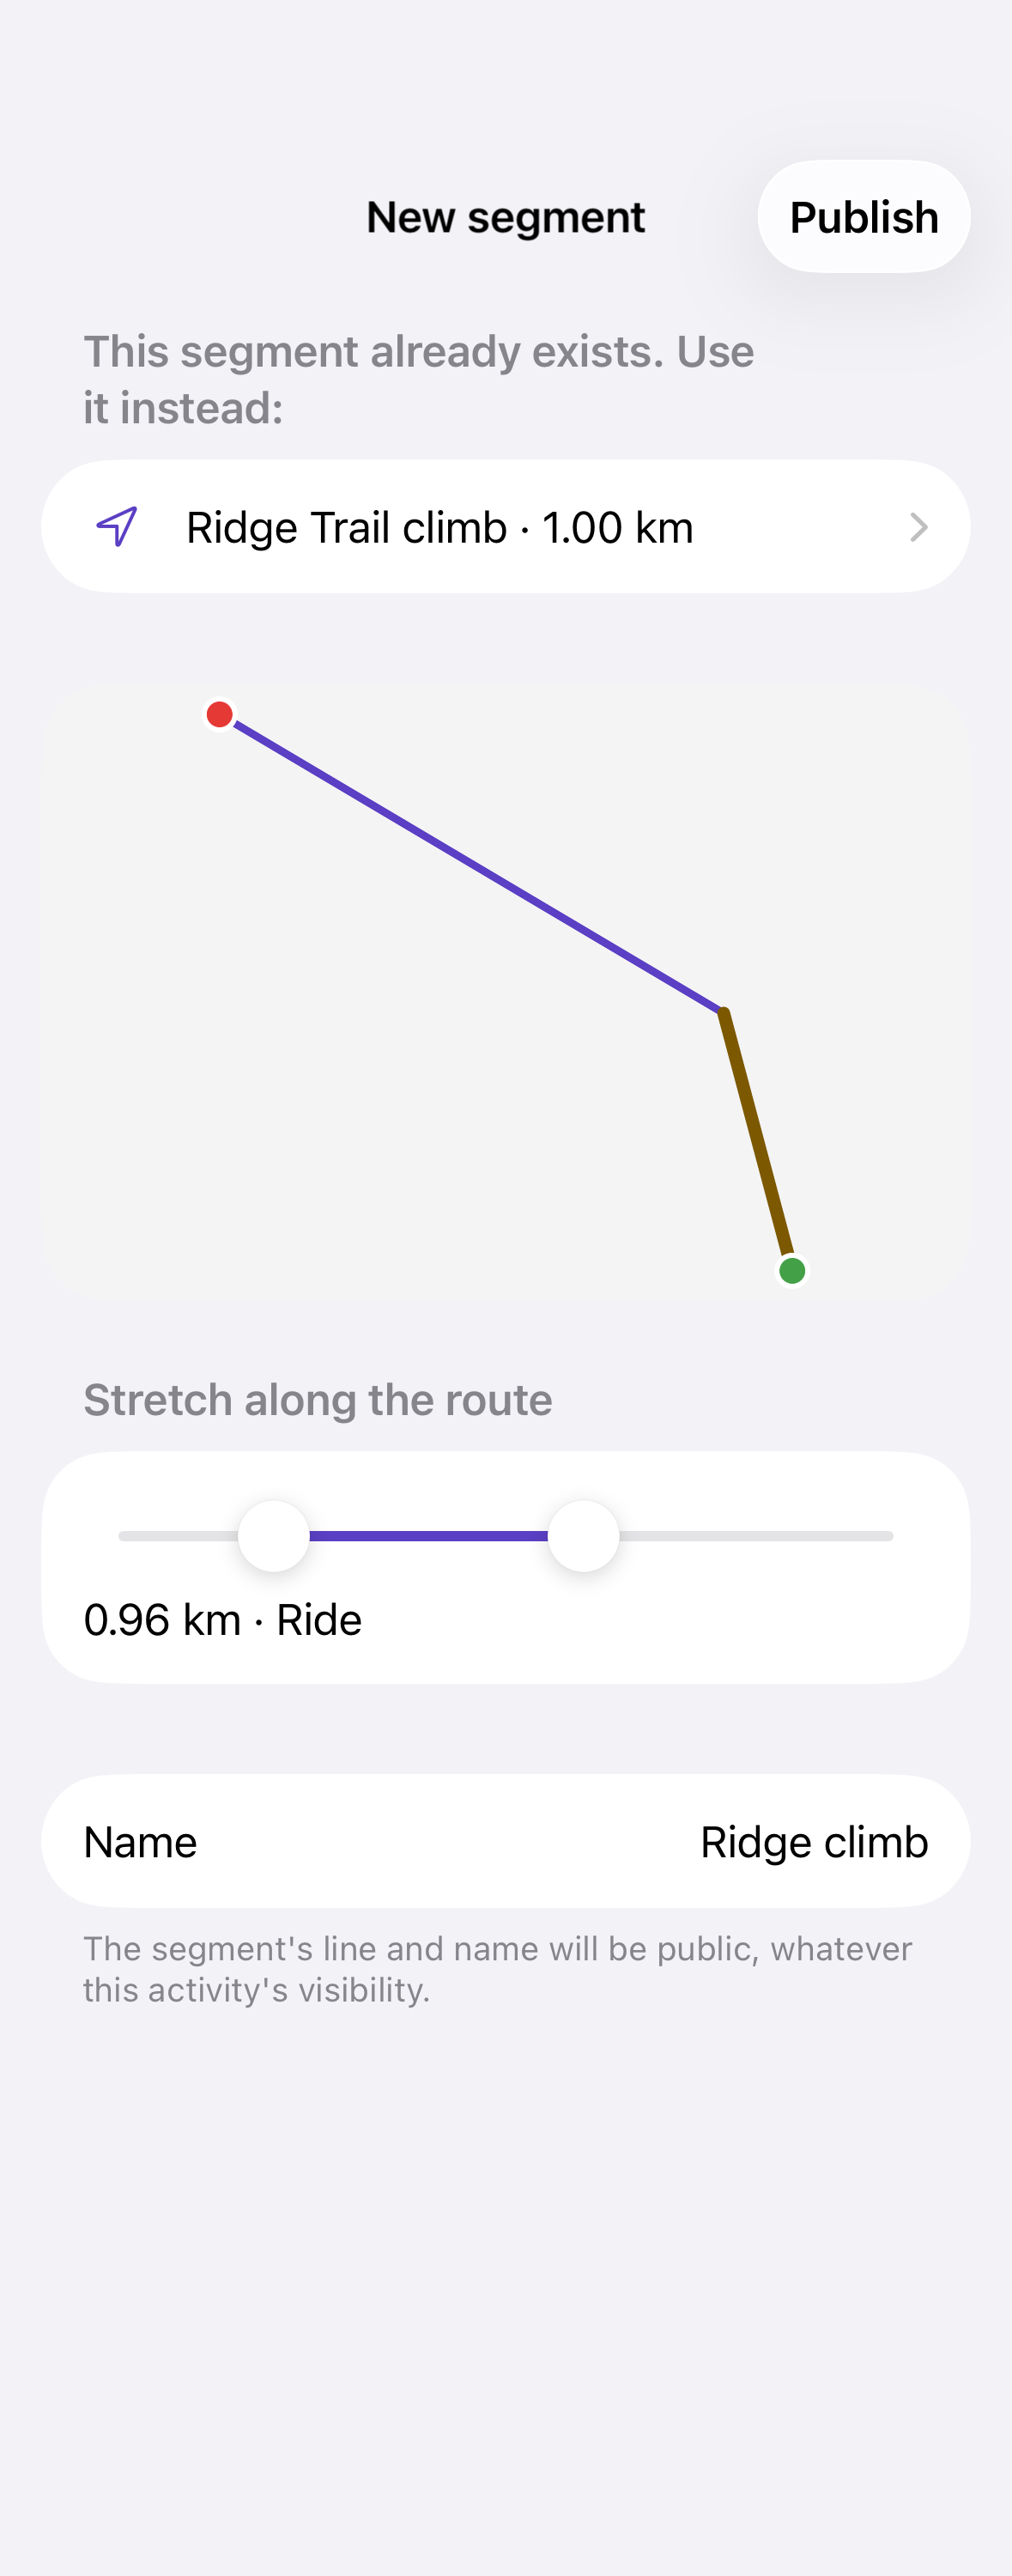 New segment
Publish
This segment already exists. Use
it instead:
Ridge Trail climb · 1.00 km
Stretch along the route
0.96 km · Ride
Name
Ridge climb
The segment's line and name will be public, whatever
this activity's visibility.